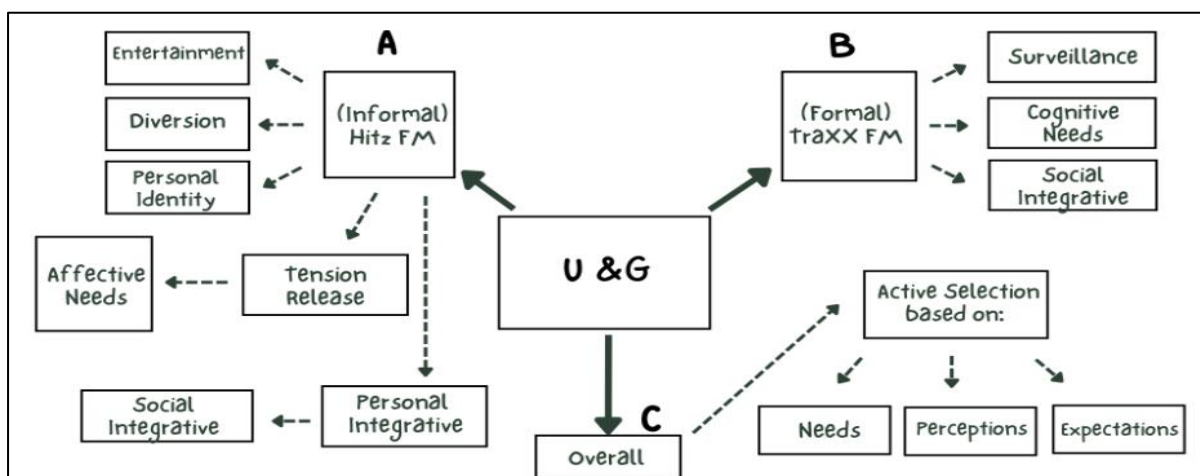 A
Entertainment
Diversion
Personal
Identity
(Informal)
Hitz FM
Affective
Needs
Tension
Release
Social
Integrative
Personal
Integrative
U &G
B
(Formal)
TraXX FM
Surveillance
Cognitive
Needs
Social
Integrative
C
Overall
Active Selection
based on:
Needs
Perceptions
Expectations